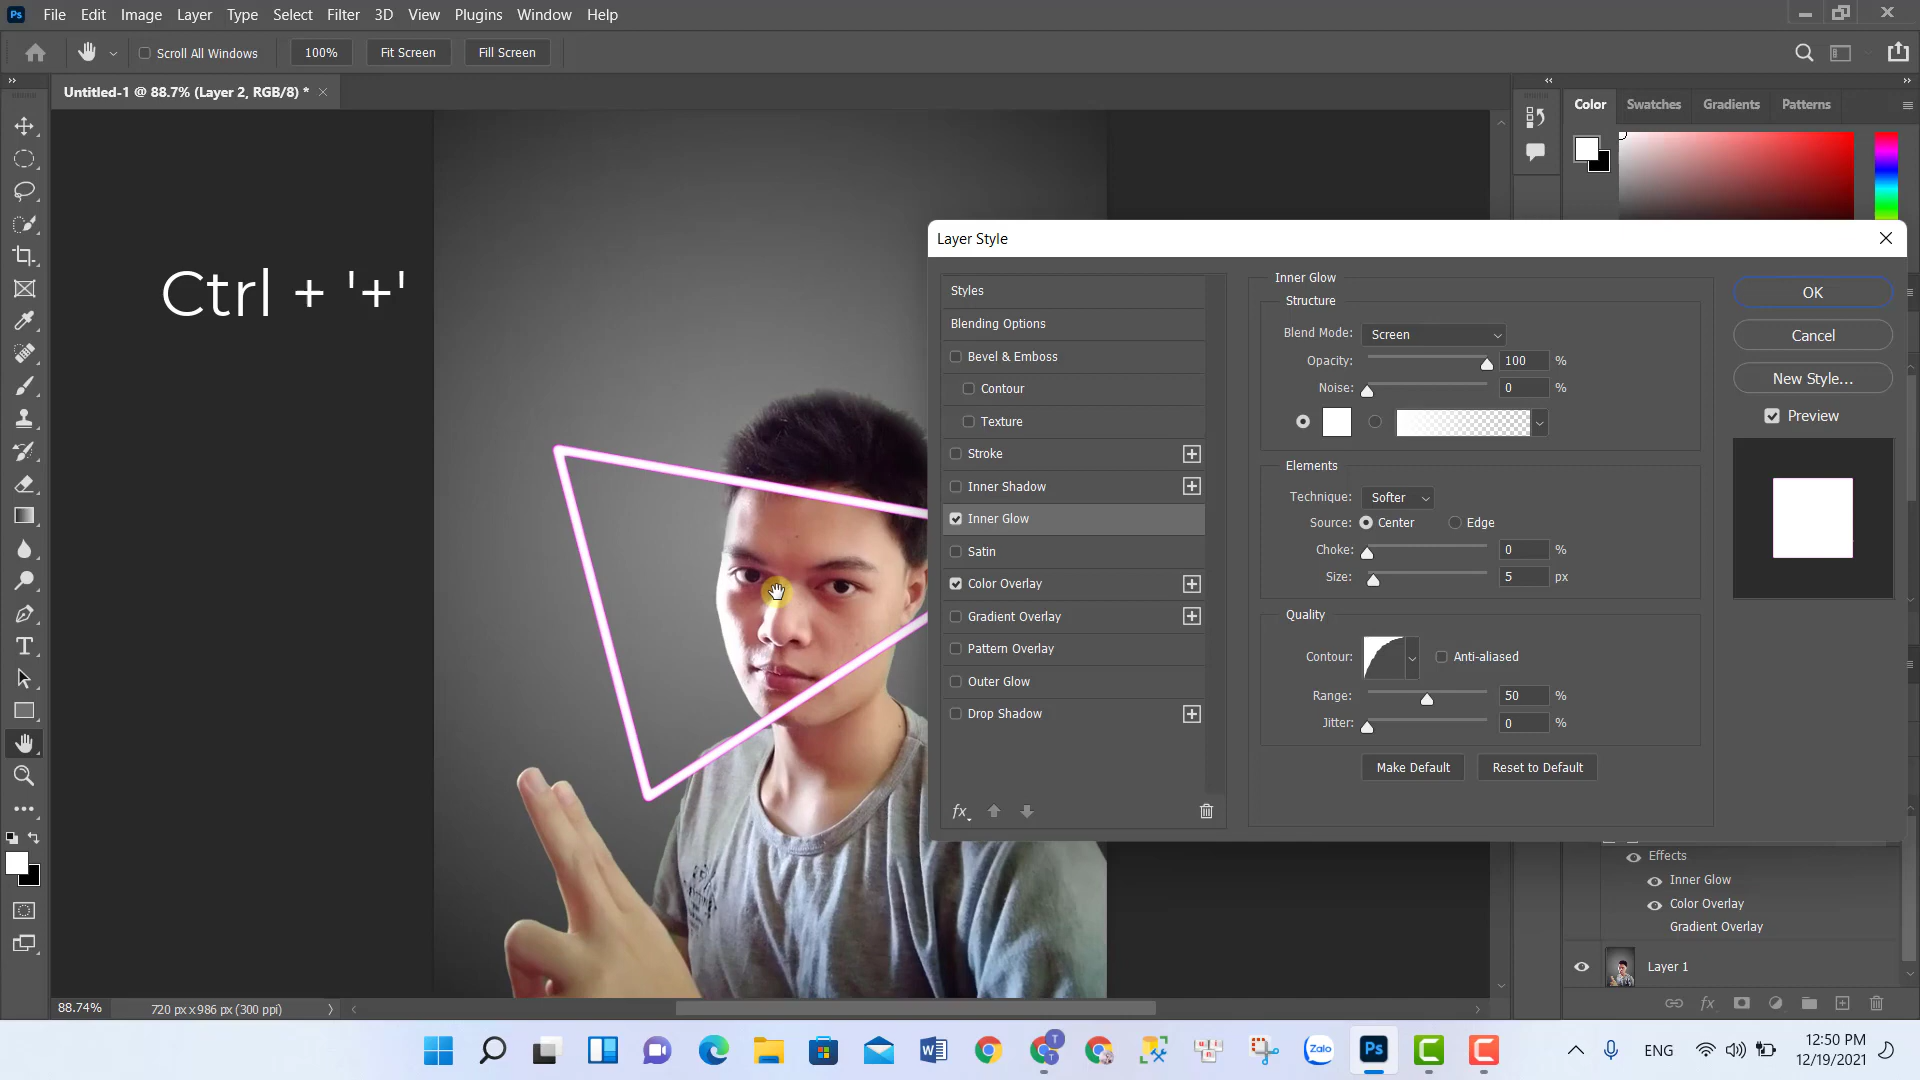 Ps File Edit Image Layer Type Select Filter 3D View Plugins Window Help
Scroll All Windows 100% Fit Screen Fill Screen
Untitled-1 @ 88.7% (Layer 2, RGB/8) *
Color Swatches Gradients Patterns
Ctrl + '+'
Layer Style
Styles
Blending Options
Bevel & Emboss
Contour
Texture
Stroke
Inner Shadow
Inner Glow
Satin
Color Overlay
Gradient Overlay
Pattern Overlay
Outer Glow
Drop Shadow
fx
Inner Glow
Structure
Blend Mode: Screen
Opacity: 100 %
Noise: 0 %
Elements
Technique: Softer
Source: Center Edge
Choke: 0 %
Size: 5 px
Quality
Contour: Anti-aliased
Range: 50 %
Jitter: 0 %
Make Default Reset to Default
OK
Cancel
New Style...
Preview
Effects
Inner Glow
Color Overlay
Gradient Overlay
Layer 1
fx
88.74% 720 px x 986 px (300 ppi)
Zalo Ps
ENG
12:50 PM
12/19/2021